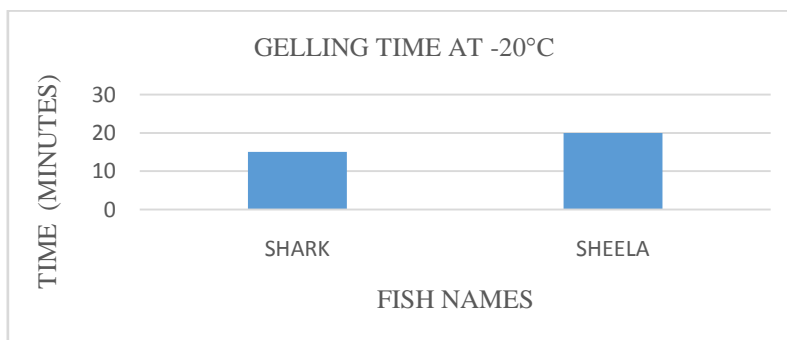 GELLING TIME AT -20°C
TIME (MINUTES)
30
20
10
0
SHARK
SHEELA
FISH NAMES